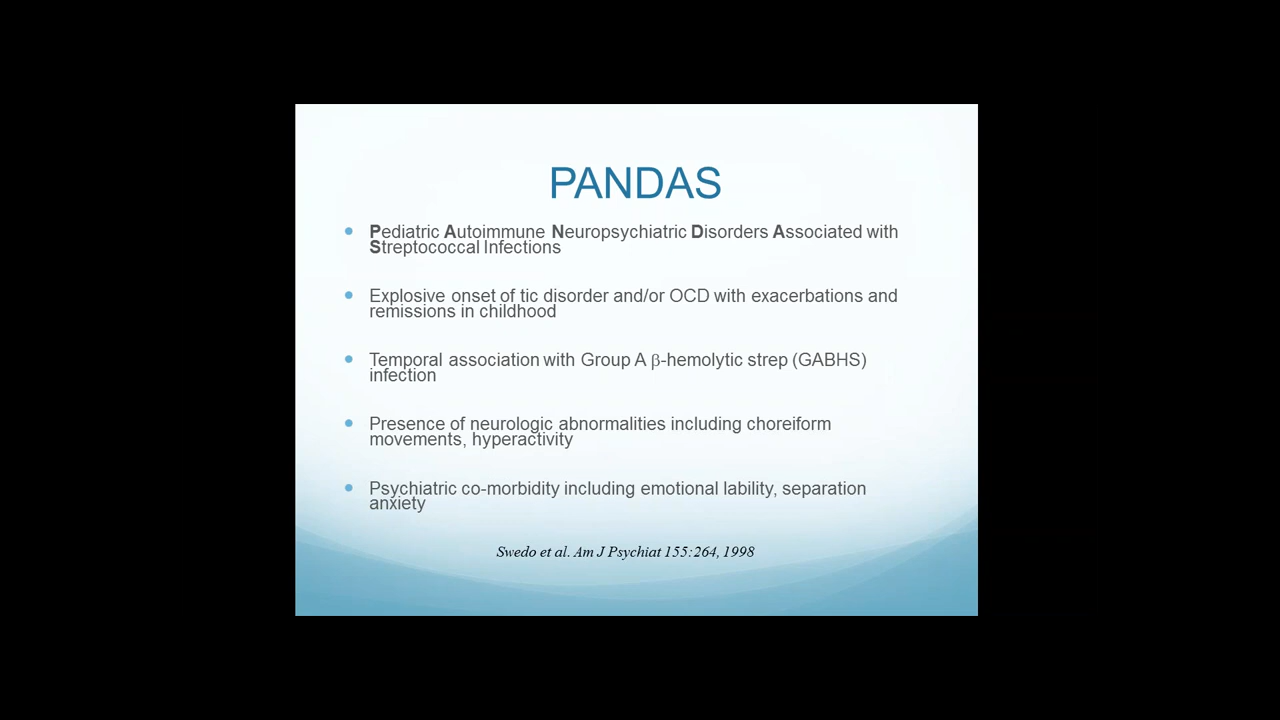 PANDAS
Pediatric Autoimmune Neuropsychiatric Disorders Associated with
Streptococcal Infections
Explosive onset of tic disorder and/or OCD with exacerbations and
remissions in childhood
Temporal association with Group A β-hemolytic strep (GABHS)
infection
Presence of neurologic abnormalities including choreiform
movements, hyperactivity
Psychiatric co-morbidity including emotional lability, separation
anxiety
Swedo et al. Am J Psychiat 155:264, 1998